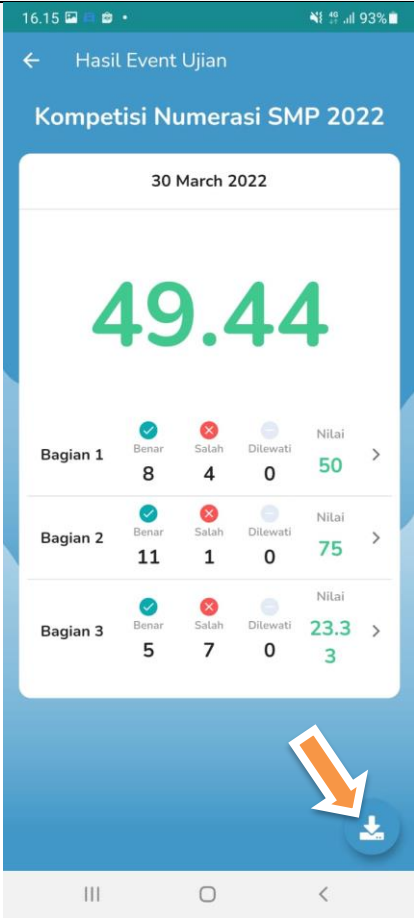 16.15 4G 93%
Hasil Event Ujian
Kompetisi Numerasi SMP 2022
30 March 2022
49.44
Bagian 1 Benar 8 Salah 4 Dilewati 0 Nilai 50
Bagian 2 Benar 11 Salah 1 Dilewati 0 Nilai 75
Bagian 3 Benar 5 Salah 7 Dilewati 0 Nilai 23.3
3